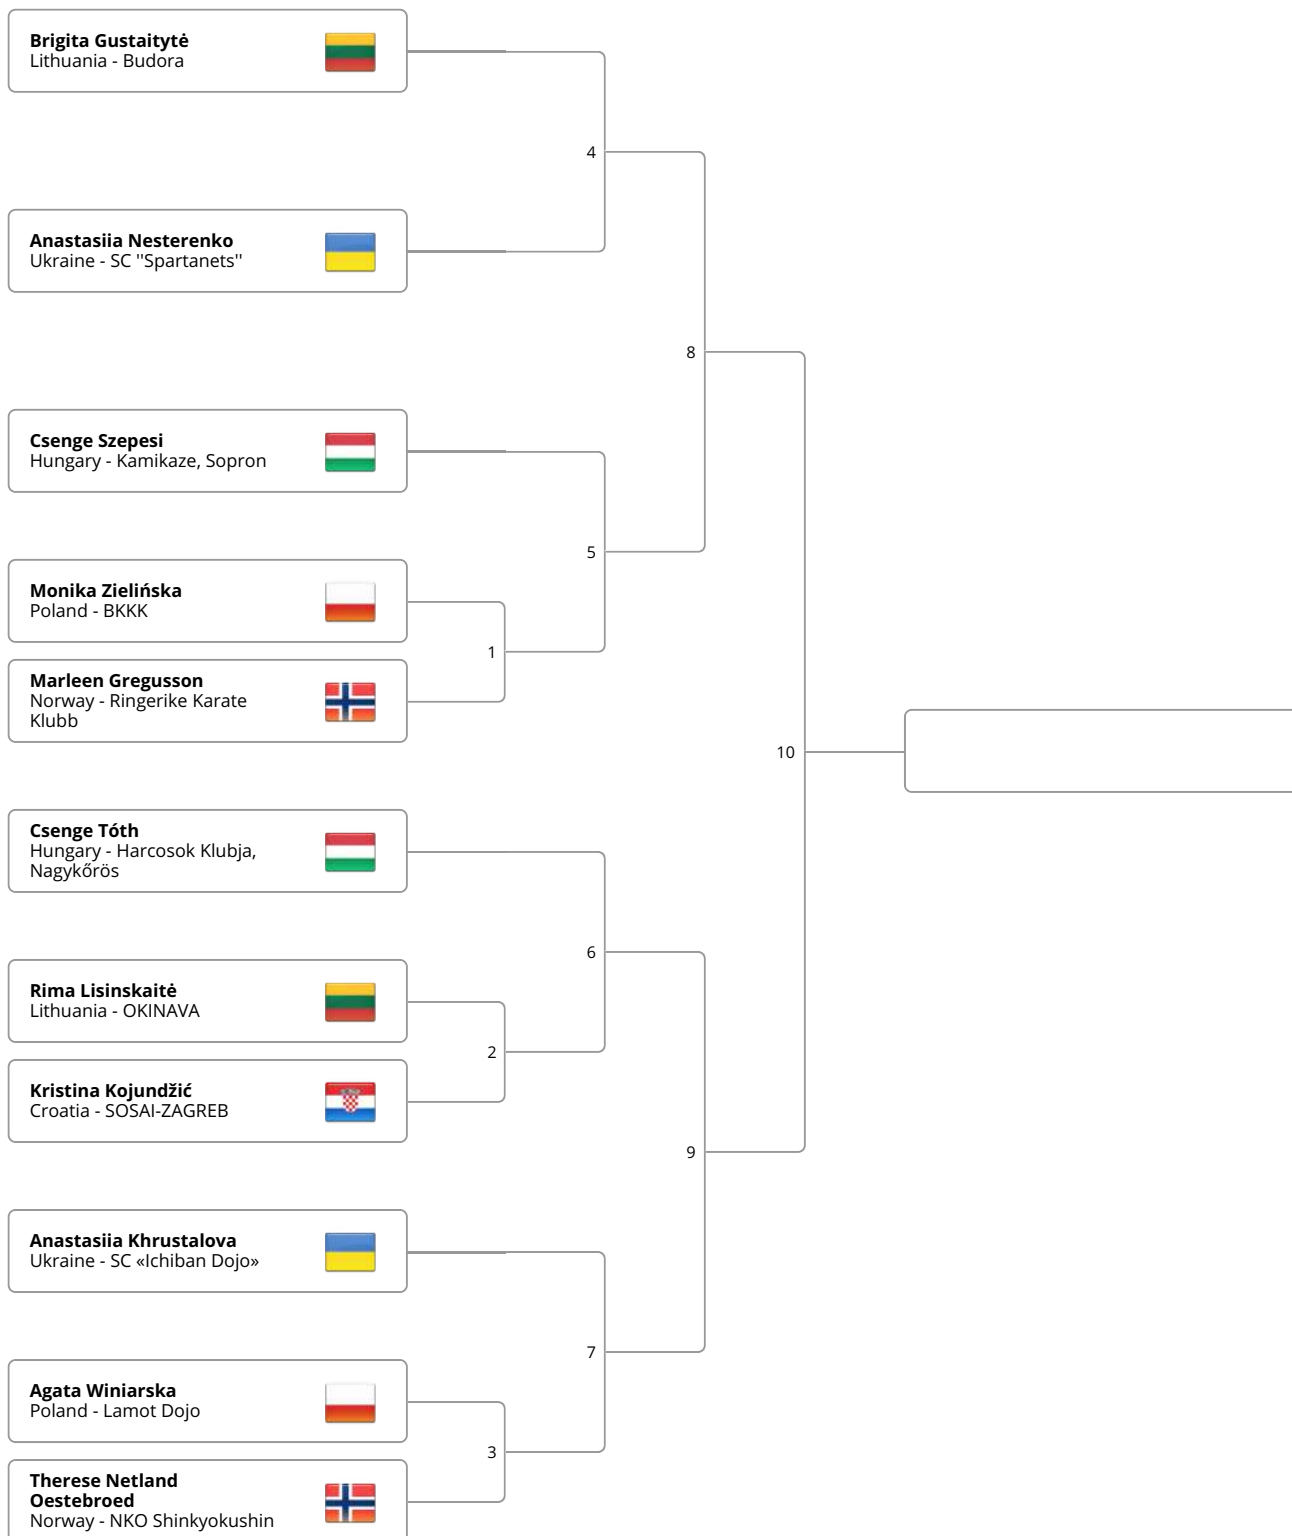 Brigita Gustaitytė
Lithuania - Budora
4
Anastasiia Nesterenko
Ukraine - SC ''Spartanets''
8
Csenge Szepesi
Hungary - Kamikaze, Sopron
5
Monika Zielińska
Poland - BKKK
1
Marleen Gregusson
Norway - Ringerike Karate
Klubb
10
Csenge Tóth
Hungary - Harcosok Klubja,
Nagykőrös
6
Rima Lisinskaitė
Lithuania - OKINAVA
2
Kristina Kojundžić
Croatia - SOSAI-ZAGREB
9
Anastasiia Khrustalova
Ukraine - SC «Ichiban Dojo»
7
Agata Winiarska
Poland - Lamot Dojo
3
Therese Netland
Oestebroed
Norway - NKO Shinkyokushin